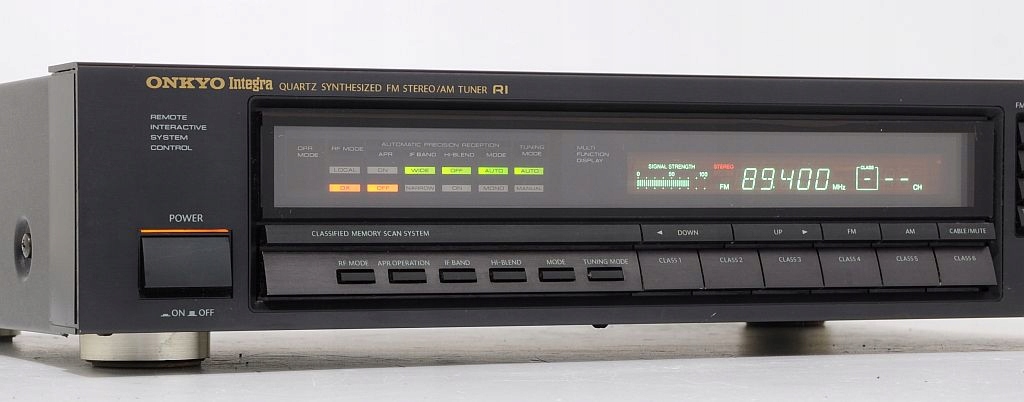 ONKYO Integra QUARTZ SYNTHESIZED FM STEREO/AM TUNER RI
REMOTE
INTERACTIVE
SYSTEM
CONTROL
AUTOMATIC PRECISION RECEPTION
OPR MODE
RF MODE
APR
IF BAND
HI-BLEND
MODE
TUNING MODE
LOCAL ON WIDE OFF AUTO AUTO
DX OFF NARROW ON MONO MANUAL
MULTI
FUNCTION
DISPLAY
SIGNAL STRENGTH STEREO
0 50 100
FM 89.400 MHz CLASS - -- CH
FM
POWER
ON OFF
CLASSIFIED MEMORY SCAN SYSTEM
◄ DOWN UP ► FM AM CABLE/MUTE
RF MODE APR OPERATION IF BAND HI-BLEND MODE TUNING MODE
CLASS 1 CLASS 2 CLASS 3 CLASS 4 CLASS 5 CLASS 6